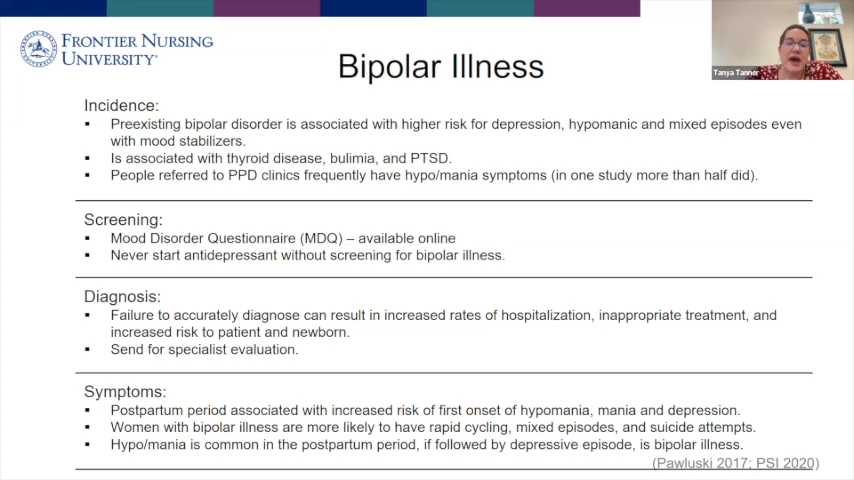 FRONTIER NURSING
UNIVERSITY®
Bipolar Illness
Tanya Tanner
Incidence:
▪ Preexisting bipolar disorder is associated with higher risk for depression, hypomanic and mixed episodes even
with mood stabilizers.
▪ Is associated with thyroid disease, bulimia, and PTSD.
▪ People referred to PPD clinics frequently have hypo/mania symptoms (in one study more than half did).
Screening:
▪ Mood Disorder Questionnaire (MDQ) – available online
▪ Never start antidepressant without screening for bipolar illness.
Diagnosis:
▪ Failure to accurately diagnose can result in increased rates of hospitalization, inappropriate treatment, and
increased risk to patient and newborn.
▪ Send for specialist evaluation.
Symptoms:
▪ Postpartum period associated with increased risk of first onset of hypomania, mania and depression.
▪ Women with bipolar illness are more likely to have rapid cycling, mixed episodes, and suicide attempts.
▪ Hypo/mania is common in the postpartum period, if followed by depressive episode, is bipolar illness.
(Pawluski 2017; PSI 2020)